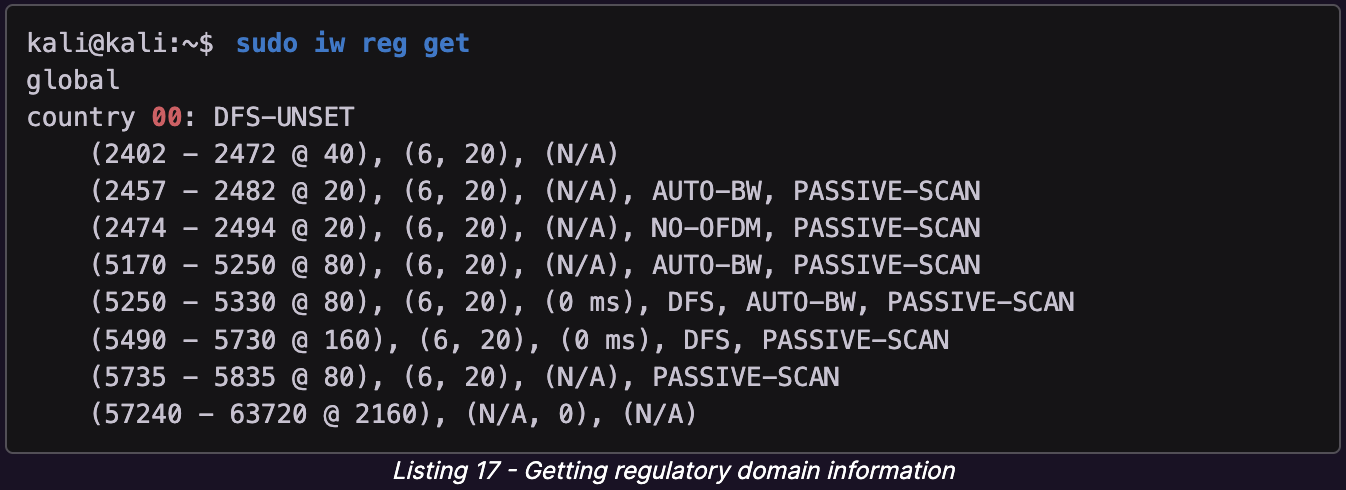 kali@kali:~$ sudo iw reg get
global
country 00: DFS-UNSET
(2402 - 2472 @ 40), (6, 20), (N/A)
(2457 - 2482 @ 20), (6, 20), (N/A), AUTO-BW, PASSIVE-SCAN
(2474 - 2494 @ 20), (6, 20), (N/A), NO-OFDM, PASSIVE-SCAN
(5170 - 5250 @ 80), (6, 20), (N/A), AUTO-BW, PASSIVE-SCAN
(5250 - 5330 @ 80), (6, 20), (0 ms), DFS, AUTO-BW, PASSIVE-SCAN
(5490 - 5730 @ 160), (6, 20), (0 ms), DFS, PASSIVE-SCAN
(5735 - 5835 @ 80), (6, 20), (N/A), PASSIVE-SCAN
(57240 - 63720 @ 2160), (N/A, 0), (N/A)
Listing 17 - Getting regulatory domain information